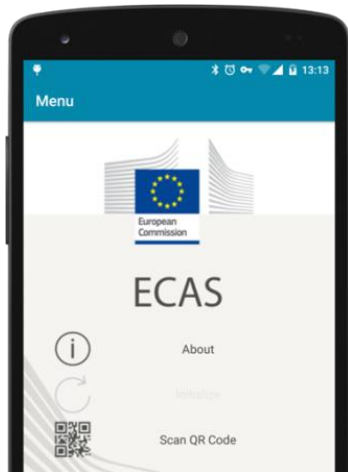 13:13
Menu
European
Commission
ECAS
About
Initialize
Scan QR Code